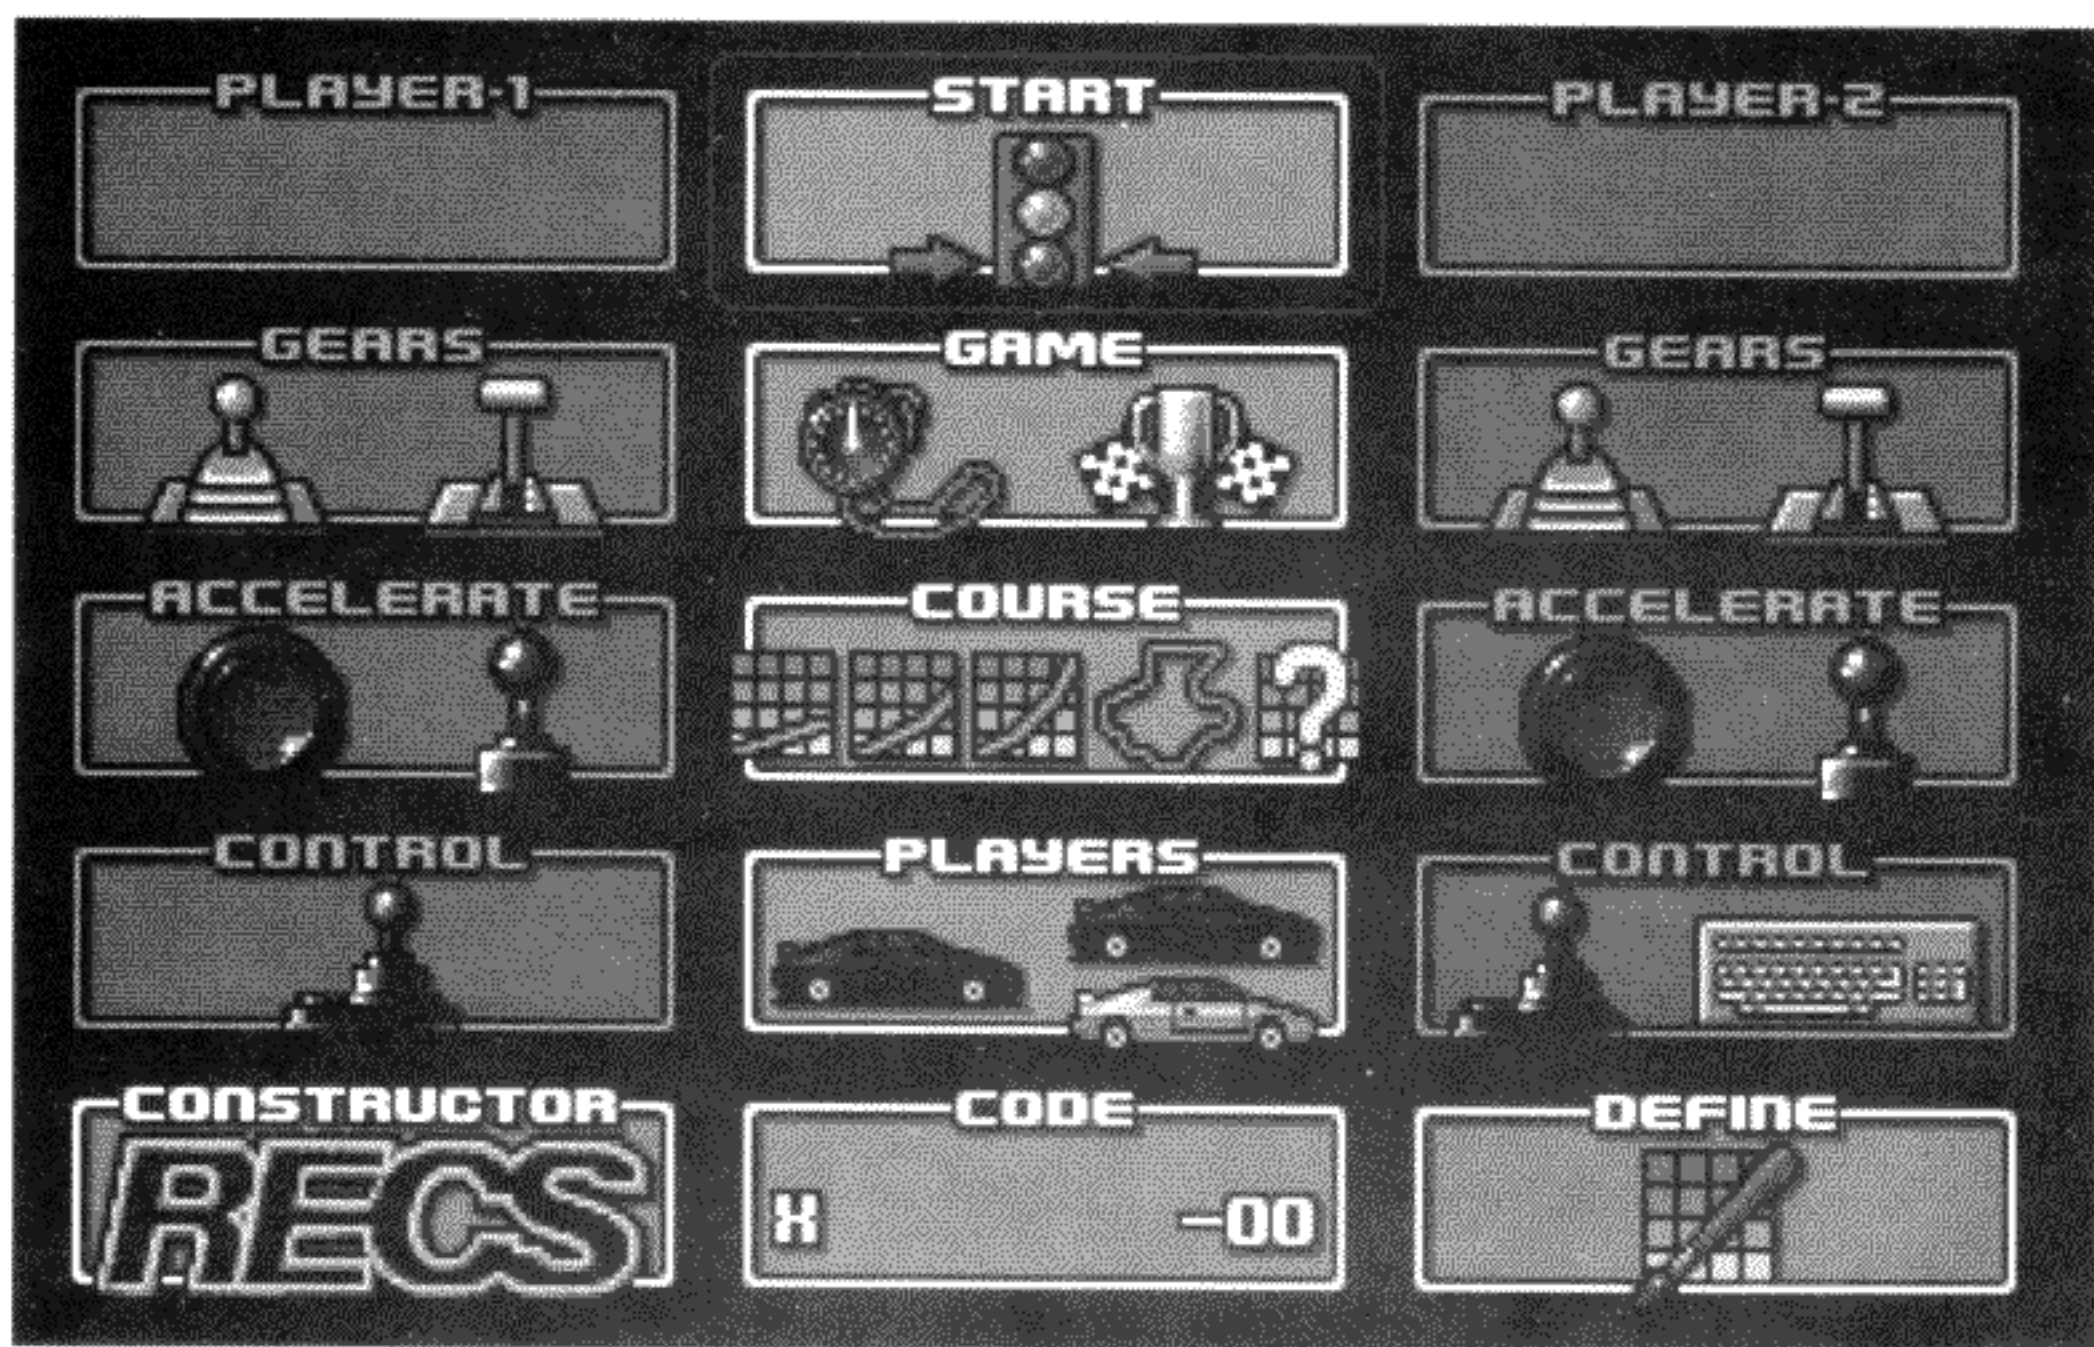 PLAYER-1
START
PLAYER-2
GEARS
GAME
GEARS
ACCELERATE
COURSE
?
ACCELERATE
CONTROL
PLAYERS
CONTROL
CONSTRUCTOR
RECS
CODE
X -00
DEFINE